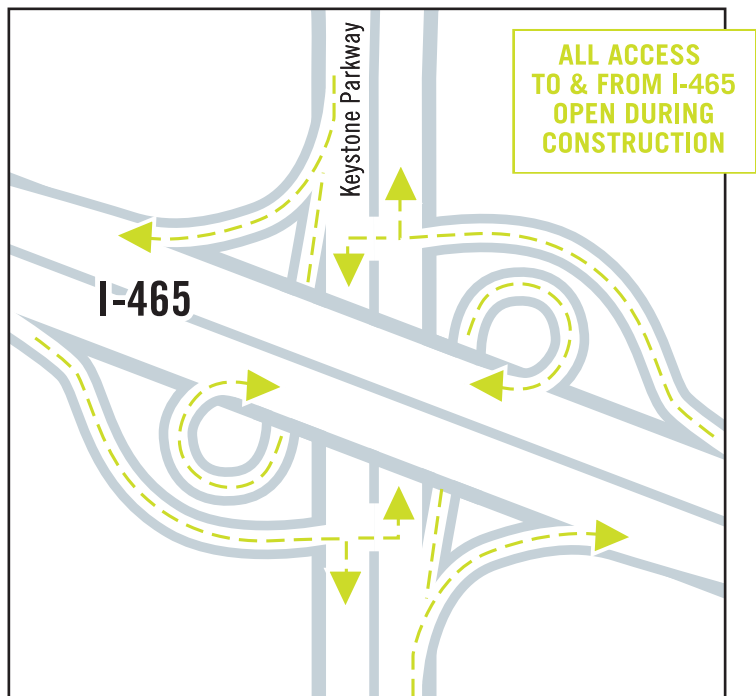 Keystone Parkway
ALL ACCESS
TO & FROM I-465
OPEN DURING
CONSTRUCTION
I-465